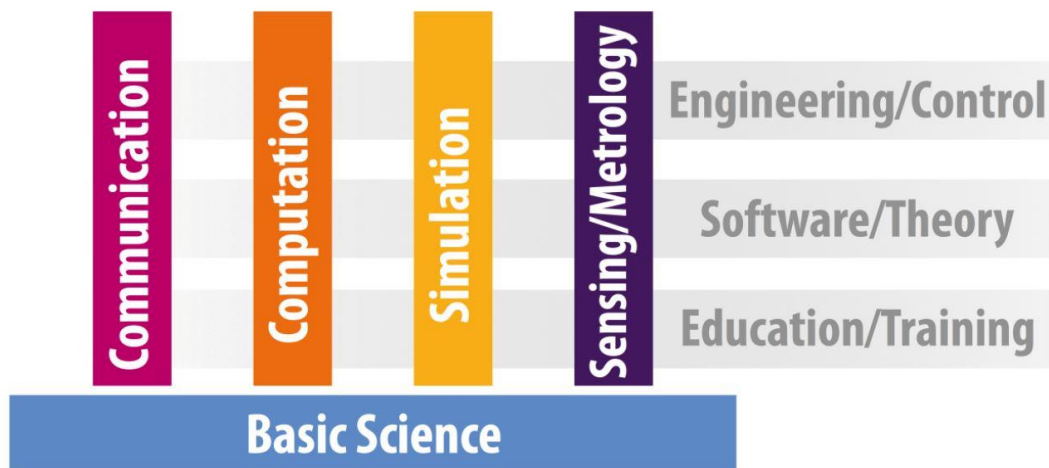 Communication
Computation
Simulation
Sensing/Metrology
Engineering/Control
Software/Theory
Education/Training
Basic Science